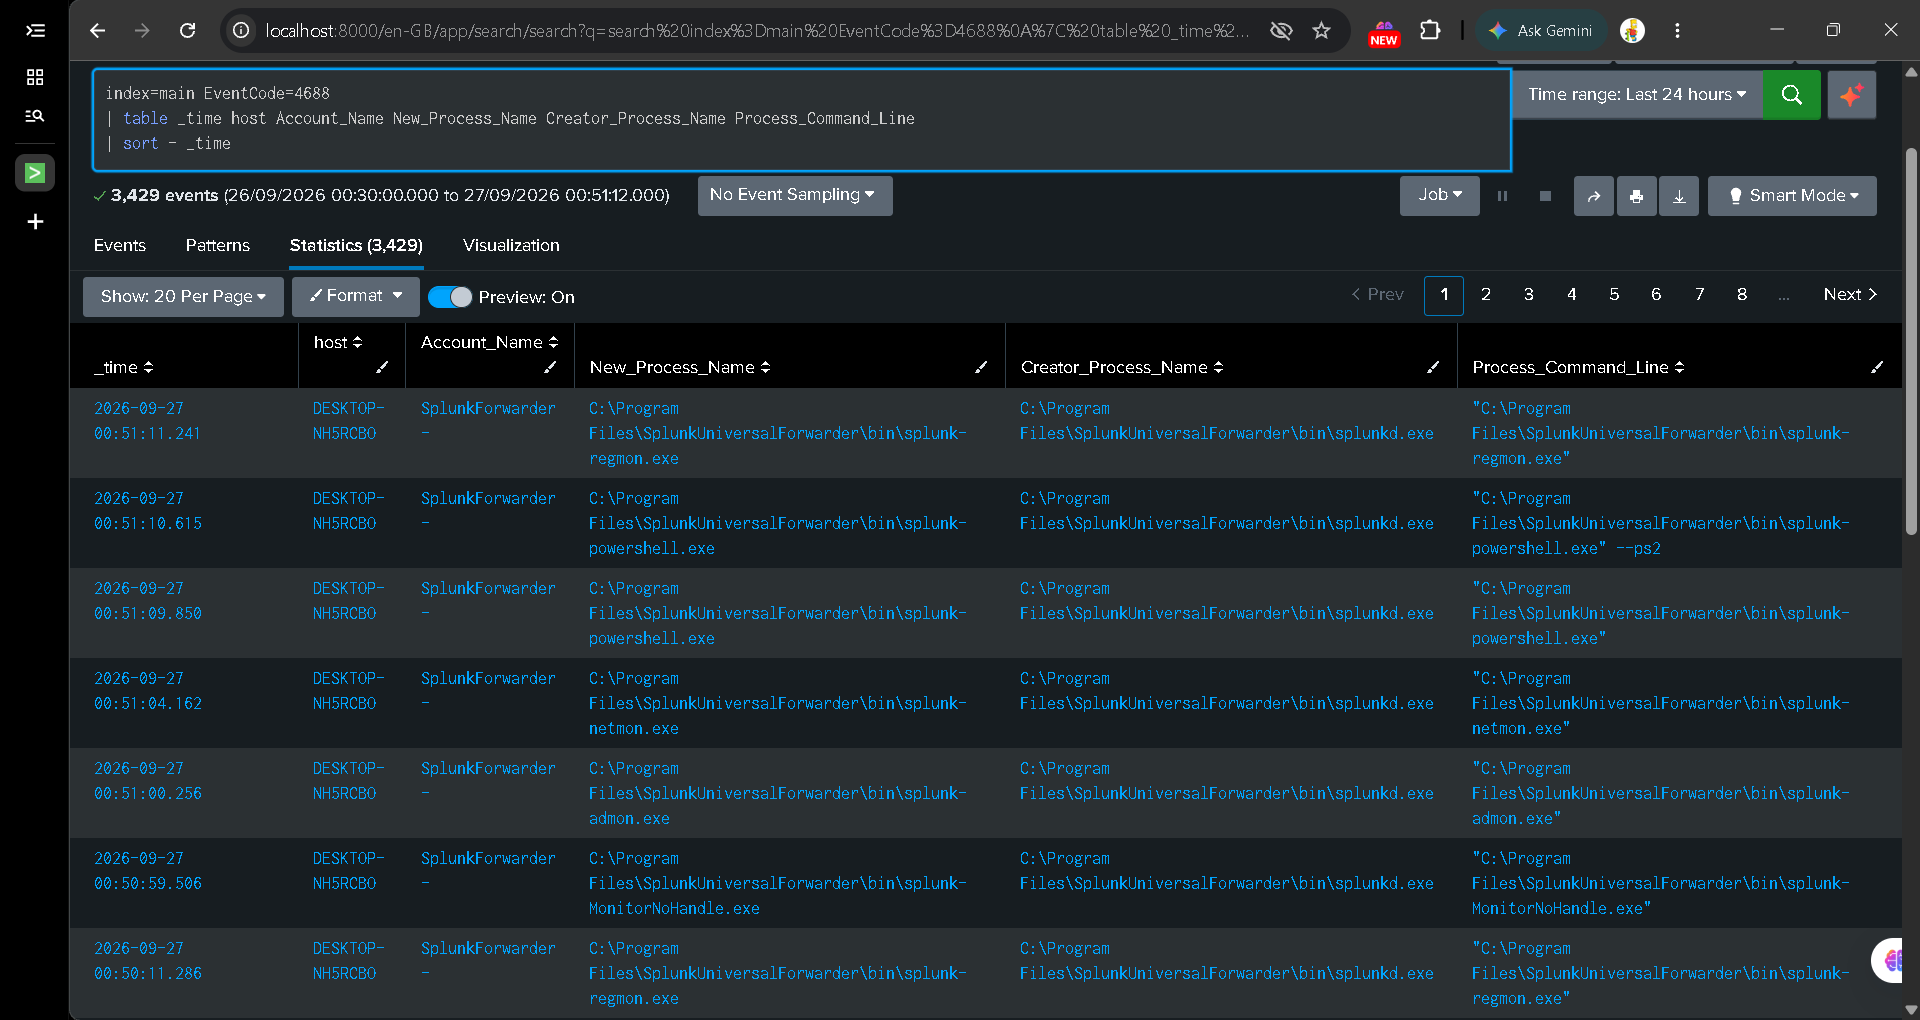 localhost:8000/en-GB/app/search/search?q=search%20index%3Dmain%20EventCode%3D4688%0A%7C%20table%20_time%2...
NEW
Ask Gemini
index=main EventCode=4688
| table _time host Account_Name New_Process_Name Creator_Process_Name Process_Command_Line
| sort - _time
Time range: Last 24 hours
3,429 events (26/09/2026 00:30:00.000 to 27/09/2026 00:51:12.000)
No Event Sampling
Job
Smart Mode
Events
Patterns
Statistics (3,429)
Visualization
Show: 20 Per Page
Format
Preview: On
< Prev
1
2
3
4
5
6
7
8
...
Next >
_time
host
Account_Name
New_Process_Name
Creator_Process_Name
Process_Command_Line
2026-09-27
00:51:11.241
DESKTOP-
NH5RCBO
SplunkForwarder
-
C:\Program
Files\SplunkUniversalForwarder\bin\splunk-
regmon.exe
C:\Program
Files\SplunkUniversalForwarder\bin\splunkd.exe
"C:\Program
Files\SplunkUniversalForwarder\bin\splunk-
regmon.exe"
2026-09-27
00:51:10.615
DESKTOP-
NH5RCBO
SplunkForwarder
-
C:\Program
Files\SplunkUniversalForwarder\bin\splunk-
powershell.exe
C:\Program
Files\SplunkUniversalForwarder\bin\splunkd.exe
"C:\Program
Files\SplunkUniversalForwarder\bin\splunk-
powershell.exe" --ps2
2026-09-27
00:51:09.850
DESKTOP-
NH5RCBO
SplunkForwarder
-
C:\Program
Files\SplunkUniversalForwarder\bin\splunk-
powershell.exe
C:\Program
Files\SplunkUniversalForwarder\bin\splunkd.exe
"C:\Program
Files\SplunkUniversalForwarder\bin\splunk-
powershell.exe"
2026-09-27
00:51:04.162
DESKTOP-
NH5RCBO
SplunkForwarder
-
C:\Program
Files\SplunkUniversalForwarder\bin\splunk-
netmon.exe
C:\Program
Files\SplunkUniversalForwarder\bin\splunkd.exe
"C:\Program
Files\SplunkUniversalForwarder\bin\splunk-
netmon.exe"
2026-09-27
00:51:00.256
DESKTOP-
NH5RCBO
SplunkForwarder
-
C:\Program
Files\SplunkUniversalForwarder\bin\splunk-
admon.exe
C:\Program
Files\SplunkUniversalForwarder\bin\splunkd.exe
"C:\Program
Files\SplunkUniversalForwarder\bin\splunk-
admon.exe"
2026-09-27
00:50:59.506
DESKTOP-
NH5RCBO
SplunkForwarder
-
C:\Program
Files\SplunkUniversalForwarder\bin\splunk-
MonitorNoHandle.exe
C:\Program
Files\SplunkUniversalForwarder\bin\splunkd.exe
"C:\Program
Files\SplunkUniversalForwarder\bin\splunk-
MonitorNoHandle.exe"
2026-09-27
00:50:11.286
DESKTOP-
NH5RCBO
SplunkForwarder
-
C:\Program
Files\SplunkUniversalForwarder\bin\splunk-
regmon.exe
C:\Program
Files\SplunkUniversalForwarder\bin\splunkd.exe
"C:\Program
Files\SplunkUniversalForwarder\bin\splunk-
regmon.exe"